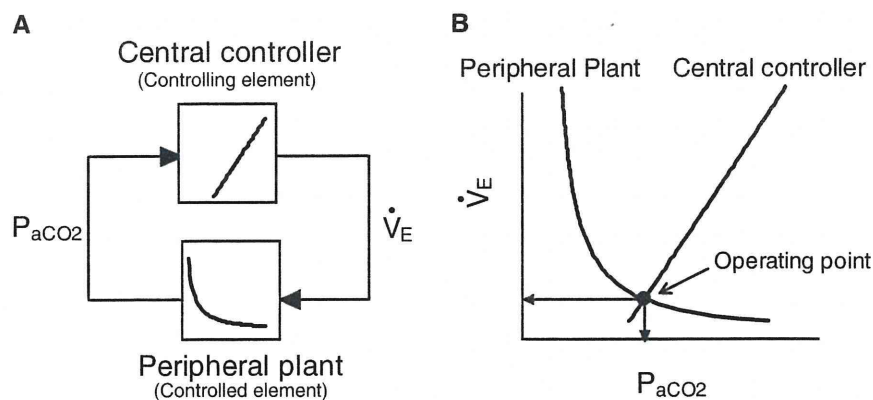 A
Central controller
(Controlling element)
PaCO2
V̇E
Peripheral plant
(Controlled element)
B
Peripheral Plant
Central controller
V̇E
Operating point
PaCO2